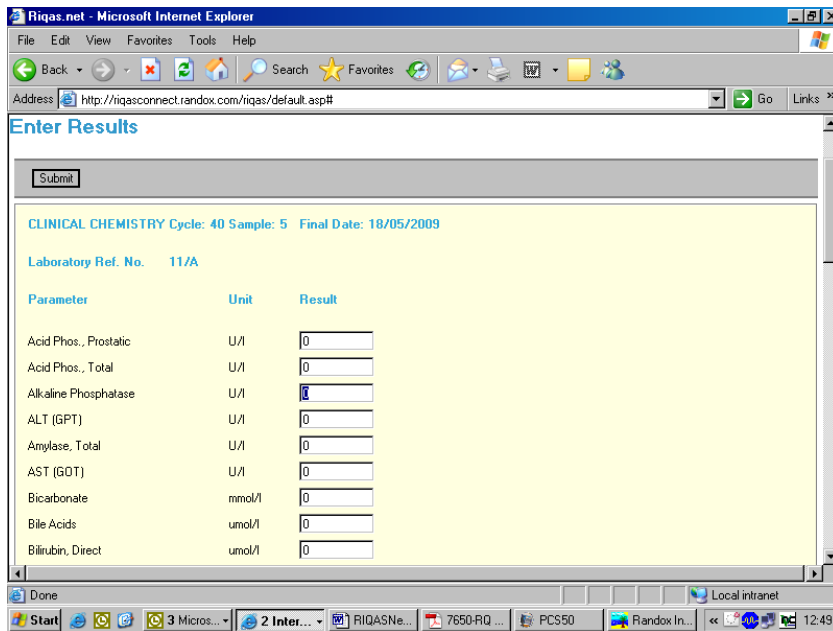 Riqas.net - Microsoft Internet Explorer
File Edit View Favorites Tools Help
Back Search Favorites
Address http://riqasconnect.randox.com/riqas/default.asp# Go Links »
Enter Results
Submit
CLINICAL CHEMISTRY Cycle: 40 Sample: 5 Final Date: 18/05/2009
Laboratory Ref. No. 11/A
Parameter Unit Result
Acid Phos., Prostatic U/l 0
Acid Phos., Total U/l 0
Alkaline Phosphatase U/l 0
ALT (GPT) U/l 0
Amylase, Total U/l 0
AST (GOT) U/l 0
Bicarbonate mmol/l 0
Bile Acids umol/l 0
Bilirubin, Direct umol/l 0
Done Local intranet
Start 3 Micros... 2 Inter... RIQASNe... 7650-RQ ... PCS50 Randox In... « 12:49